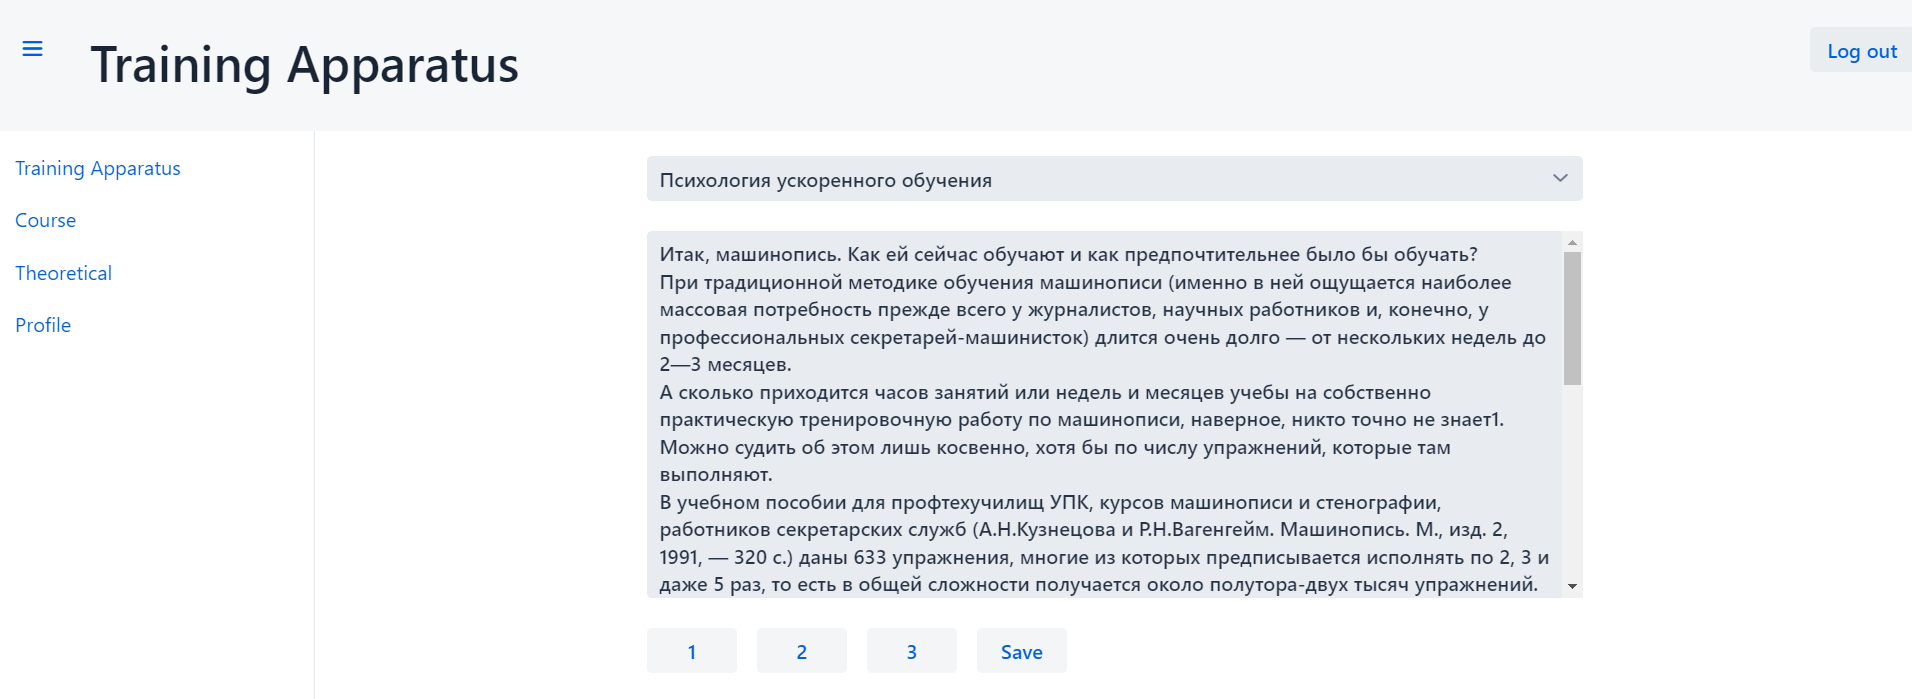 Training Apparatus
Log out
Training Apparatus
Course
Theoretical
Profile
Психология ускоренного обучения
Итак, машинопись. Как ей сейчас обучают и как предпочтительнее было бы обучать?
При традиционной методике обучения машинописи (именно в ней ощущается наиболее
массовая потребность прежде всего у журналистов, научных работников и, конечно, у
профессиональных секретарей-машинисток) длится очень долго — от нескольких недель до
2—3 месяцев.
А сколько приходится часов занятий или недель и месяцев учебы на собственно
практическую тренировочную работу по машинописи, наверное, никто точно не знает1.
Можно судить об этом лишь косвенно, хотя бы по числу упражнений, которые там
выполняют.
В учебном пособии для профтехучилищ УПК, курсов машинописи и стенографии,
работников секретарских служб (А.Н.Кузнецова и Р.Н.Вагенгейм. Машинопись. М., изд. 2,
1991, — 320 с.) даны 633 упражнения, многие из которых предписывается исполнять по 2, 3 и
даже 5 раз, то есть в общей сложности получается около полутора-двух тысяч упражнений.
1 2 3 Save